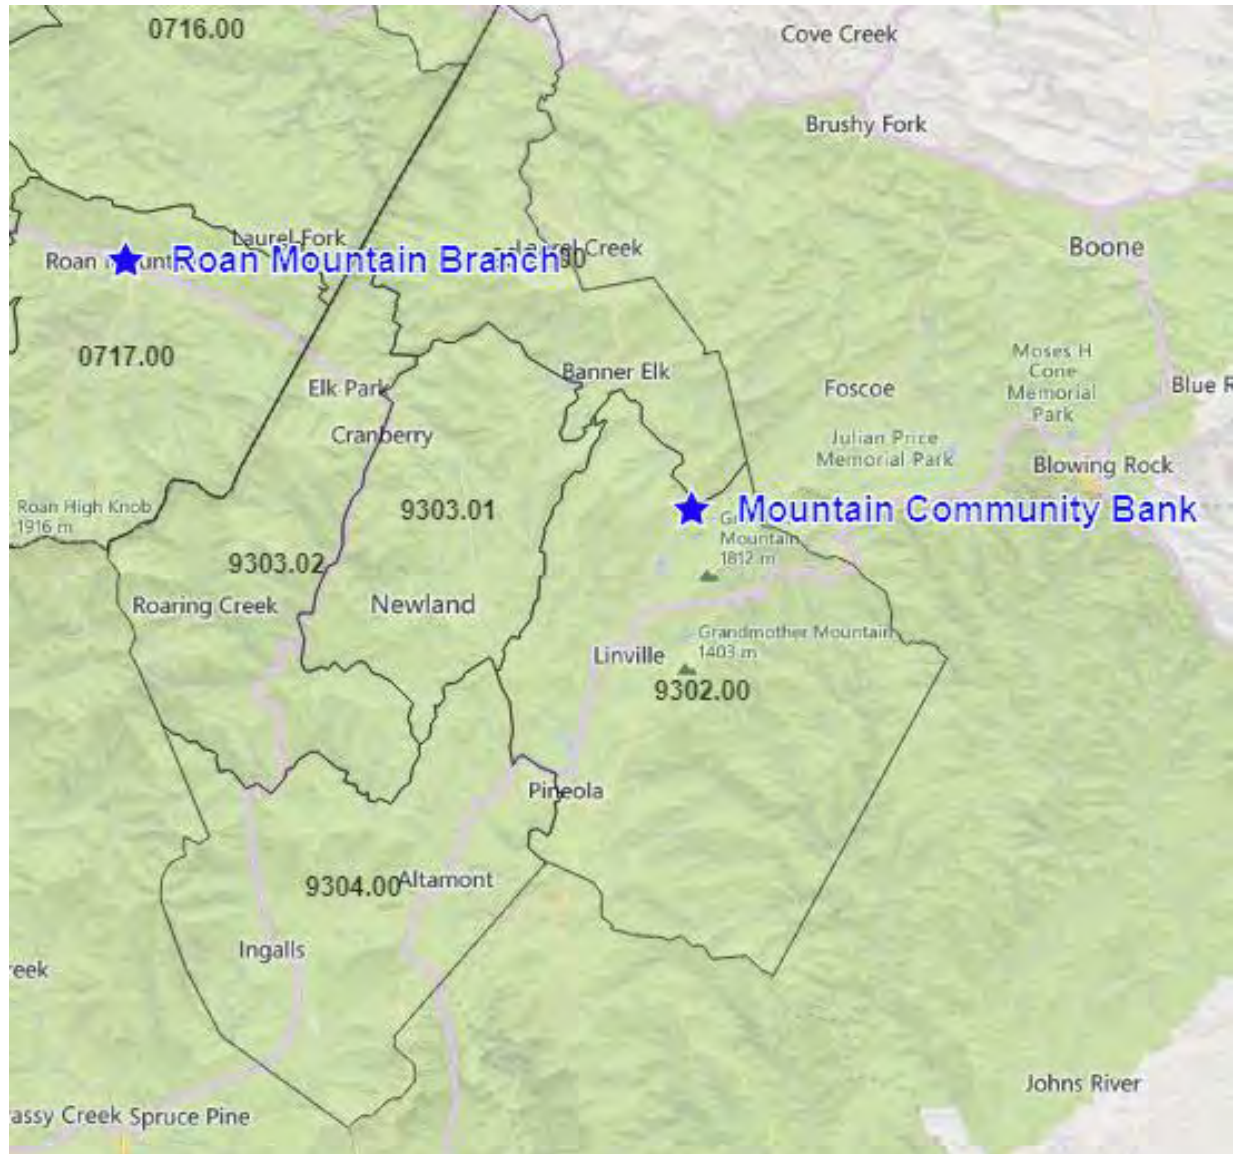 0716.00
Cove Creek
Brushy Fork
Laurel Fork
Creek
Boone
Roan
Roan Mountain Branch
0717.00
Moses H
Cone
Memorial
Park
Banner Elk
Elk Park
Foscoe
Blue R
Cranberry
Julian Price
Memorial Park
Blowing Rock
Roan High Knob
1916 m
9303.01
Mountain Community Bank
Mountain
1812 m
9303.02
Roaring Creek
Newland
Grandmother Mountain
1403 m
Linville
9302.00
Pineola
9304.00
Altamont
Ingalls
reek
Johns River
assy Creek
Spruce Pine